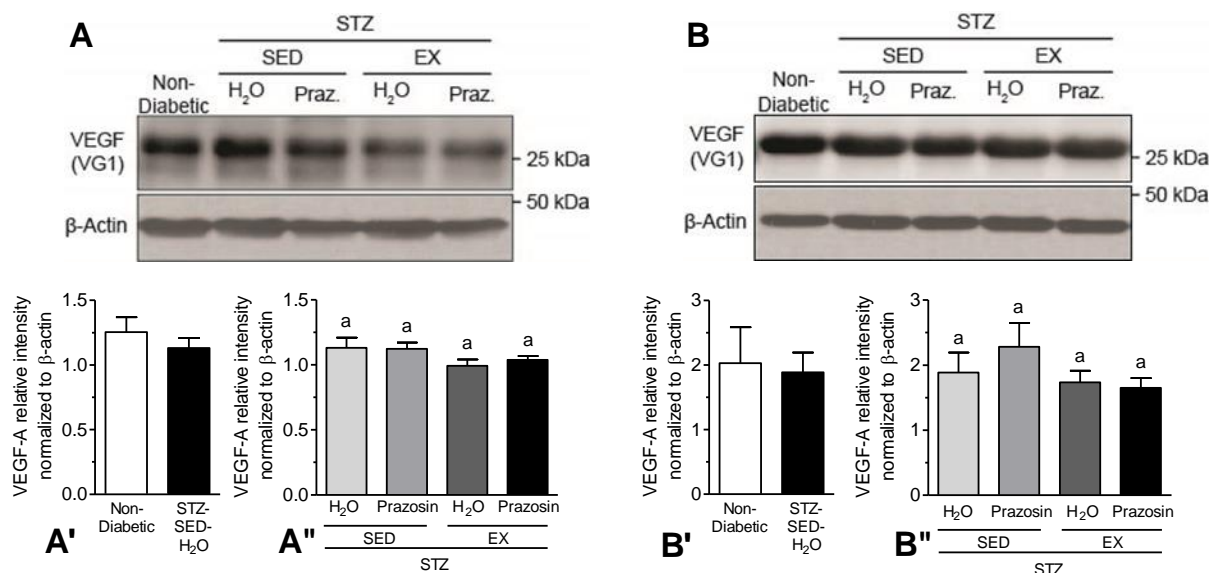 A
STZ
SED EX
Non-
Diabetic
H₂O Praz. H₂O Praz.
VEGF
(VG1)
25 kDa
50 kDa
β-Actin
B
STZ
SED EX
Non-
Diabetic
H₂O Praz. H₂O Praz.
VEGF
(VG1)
25 kDa
50 kDa
β-Actin
VEGF-A relative intensity
normalized to β-actin
1.5
1.0
0.5
0.0
Non-
Diabetic
STZ-
SED-
H₂O
A'
VEGF-A relative intensity
normalized to β-actin
1.5
1.0
0.5
0.0
a a a a
H₂O Prazosin H₂O Prazosin
SED EX
STZ
A"
VEGF-A relative intensity
normalized to β-actin
3
2
1
0
Non-
Diabetic
STZ-
SED-
H₂O
B'
VEGF-A relative intensity
normalized to β-actin
3
2
1
0
a a a a
H₂O Prazosin H₂O Prazosin
SED EX
STZ
B"